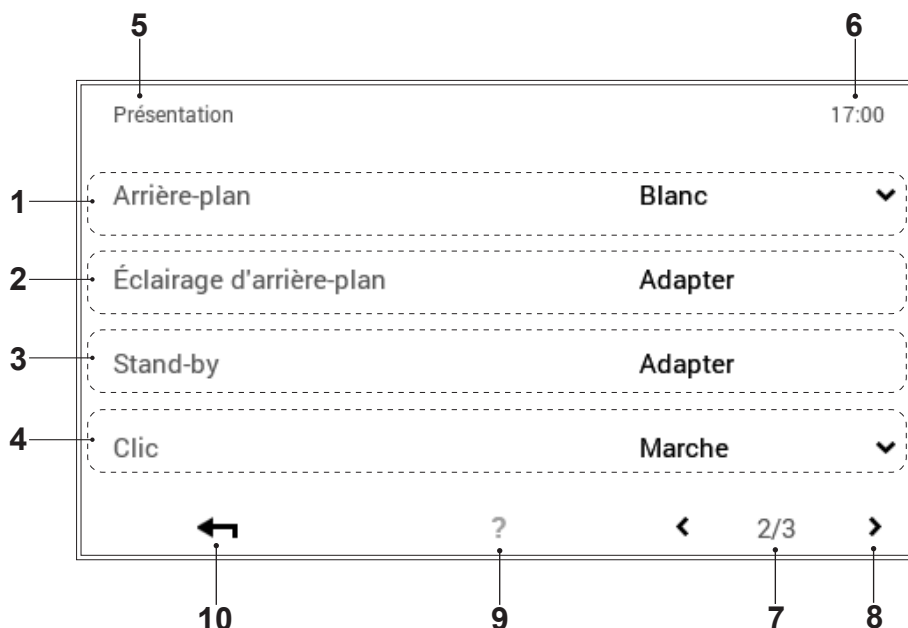 5 6
Présentation 17:00
1 Arrière-plan Blanc
2 Éclairage d'arrière-plan Adapter
3 Stand-by Adapter
4 Clic Marche
? 2/3
10 9 7 8